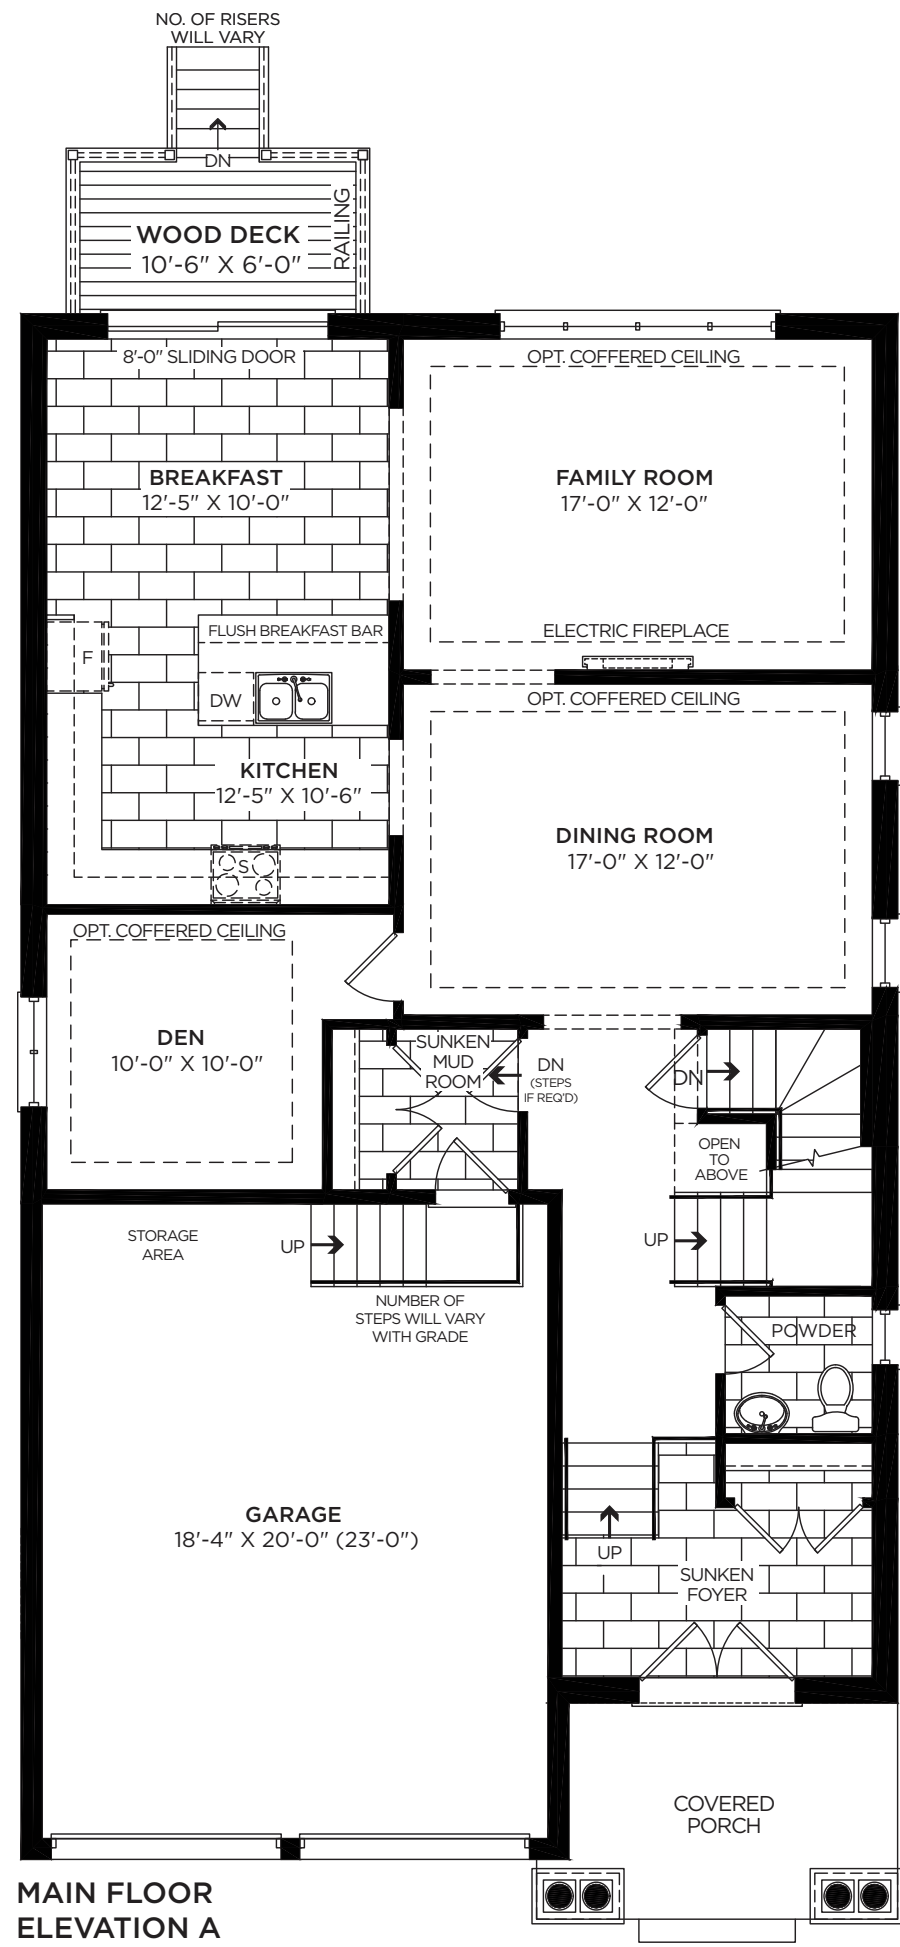 NO. OF RISERS
WILL VARY
DN
RAILING
WOOD DECK
10'-6" X 6'-0"
8'-0" SLIDING DOOR
OPT. COFFERED CEILING
BREAKFAST
12'-5" X 10'-0"
FAMILY ROOM
17'-0" X 12'-0"
FLUSH BREAKFAST BAR
ELECTRIC FIREPLACE
F
DW
OPT. COFFERED CEILING
KITCHEN
12'-5" X 10'-6"
DINING ROOM
17'-0" X 12'-0"
S
OPT. COFFERED CEILING
DEN
10'-0" X 10'-0"
SUNKEN
MUD
ROOM
DN
(STEPS
IF REQ'D)
DN
OPEN
TO
ABOVE
STORAGE
AREA
UP
UP
NUMBER OF
STEPS WILL VARY
WITH GRADE
POWDER
GARAGE
18'-4" X 20'-0" (23'-0")
UP
SUNKEN
FOYER
COVERED
PORCH
MAIN FLOOR
ELEVATION A